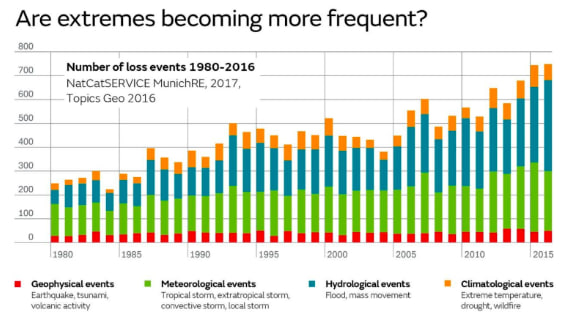 Are extremes becoming more frequent?
800
Number of loss events 1980-2016
700
NatCatSERVICE MunichRE, 2017,
Topics Geo 2016
600
500
400
300
200
100
0
1980 1985 1990 1995 2000 2005 2010 2015
Geophysical events Meteorological events Hydrological events Climatological events
Earthquake, tsunami, Tropical storm, extratropical storm, Flood, mass movement Extreme temperature,
volcanic activity convective storm, local storm drought, wildfire